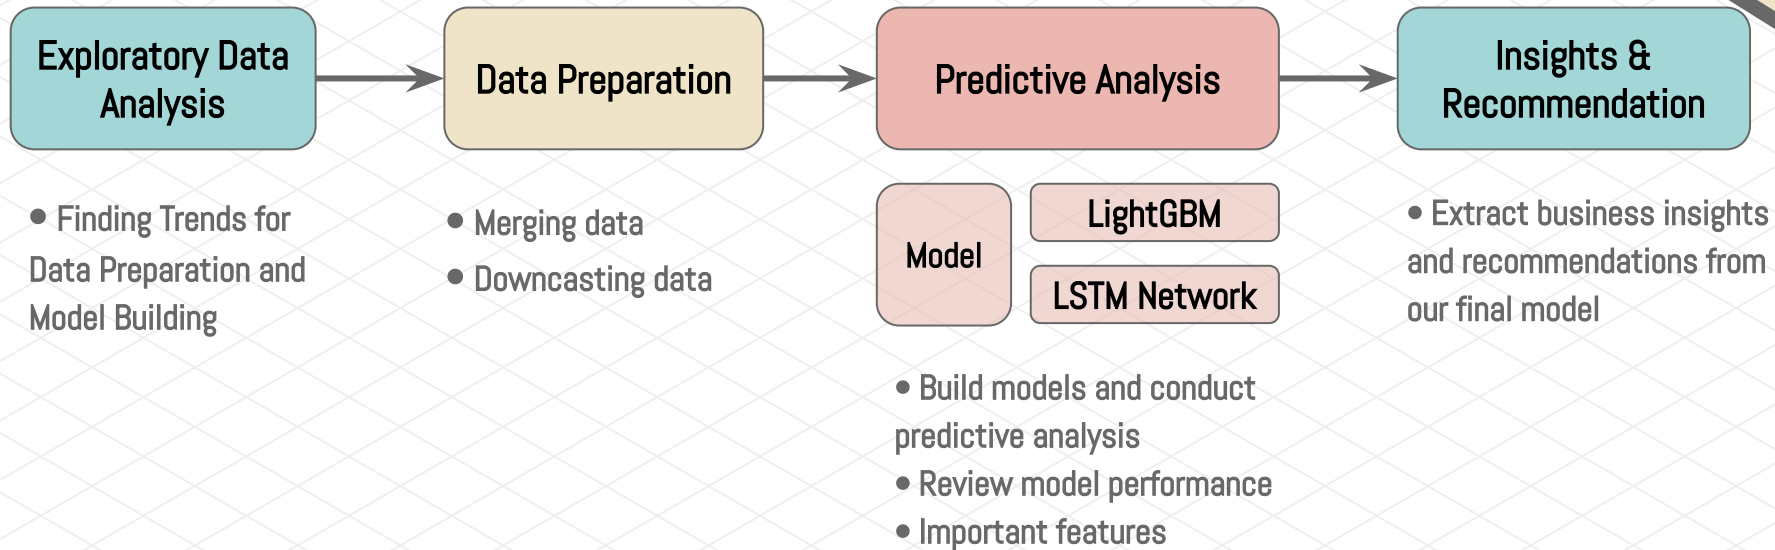 Exploratory Data
Analysis
Data Preparation
Predictive Analysis
Insights &
Recommendation
• Finding Trends for
Data Preparation and
Model Building
• Merging data
• Downcasting data
Model
LightGBM
LSTM Network
• Build models and conduct
predictive analysis
• Review model performance
• Important features
• Extract business insights
and recommendations from
our final model